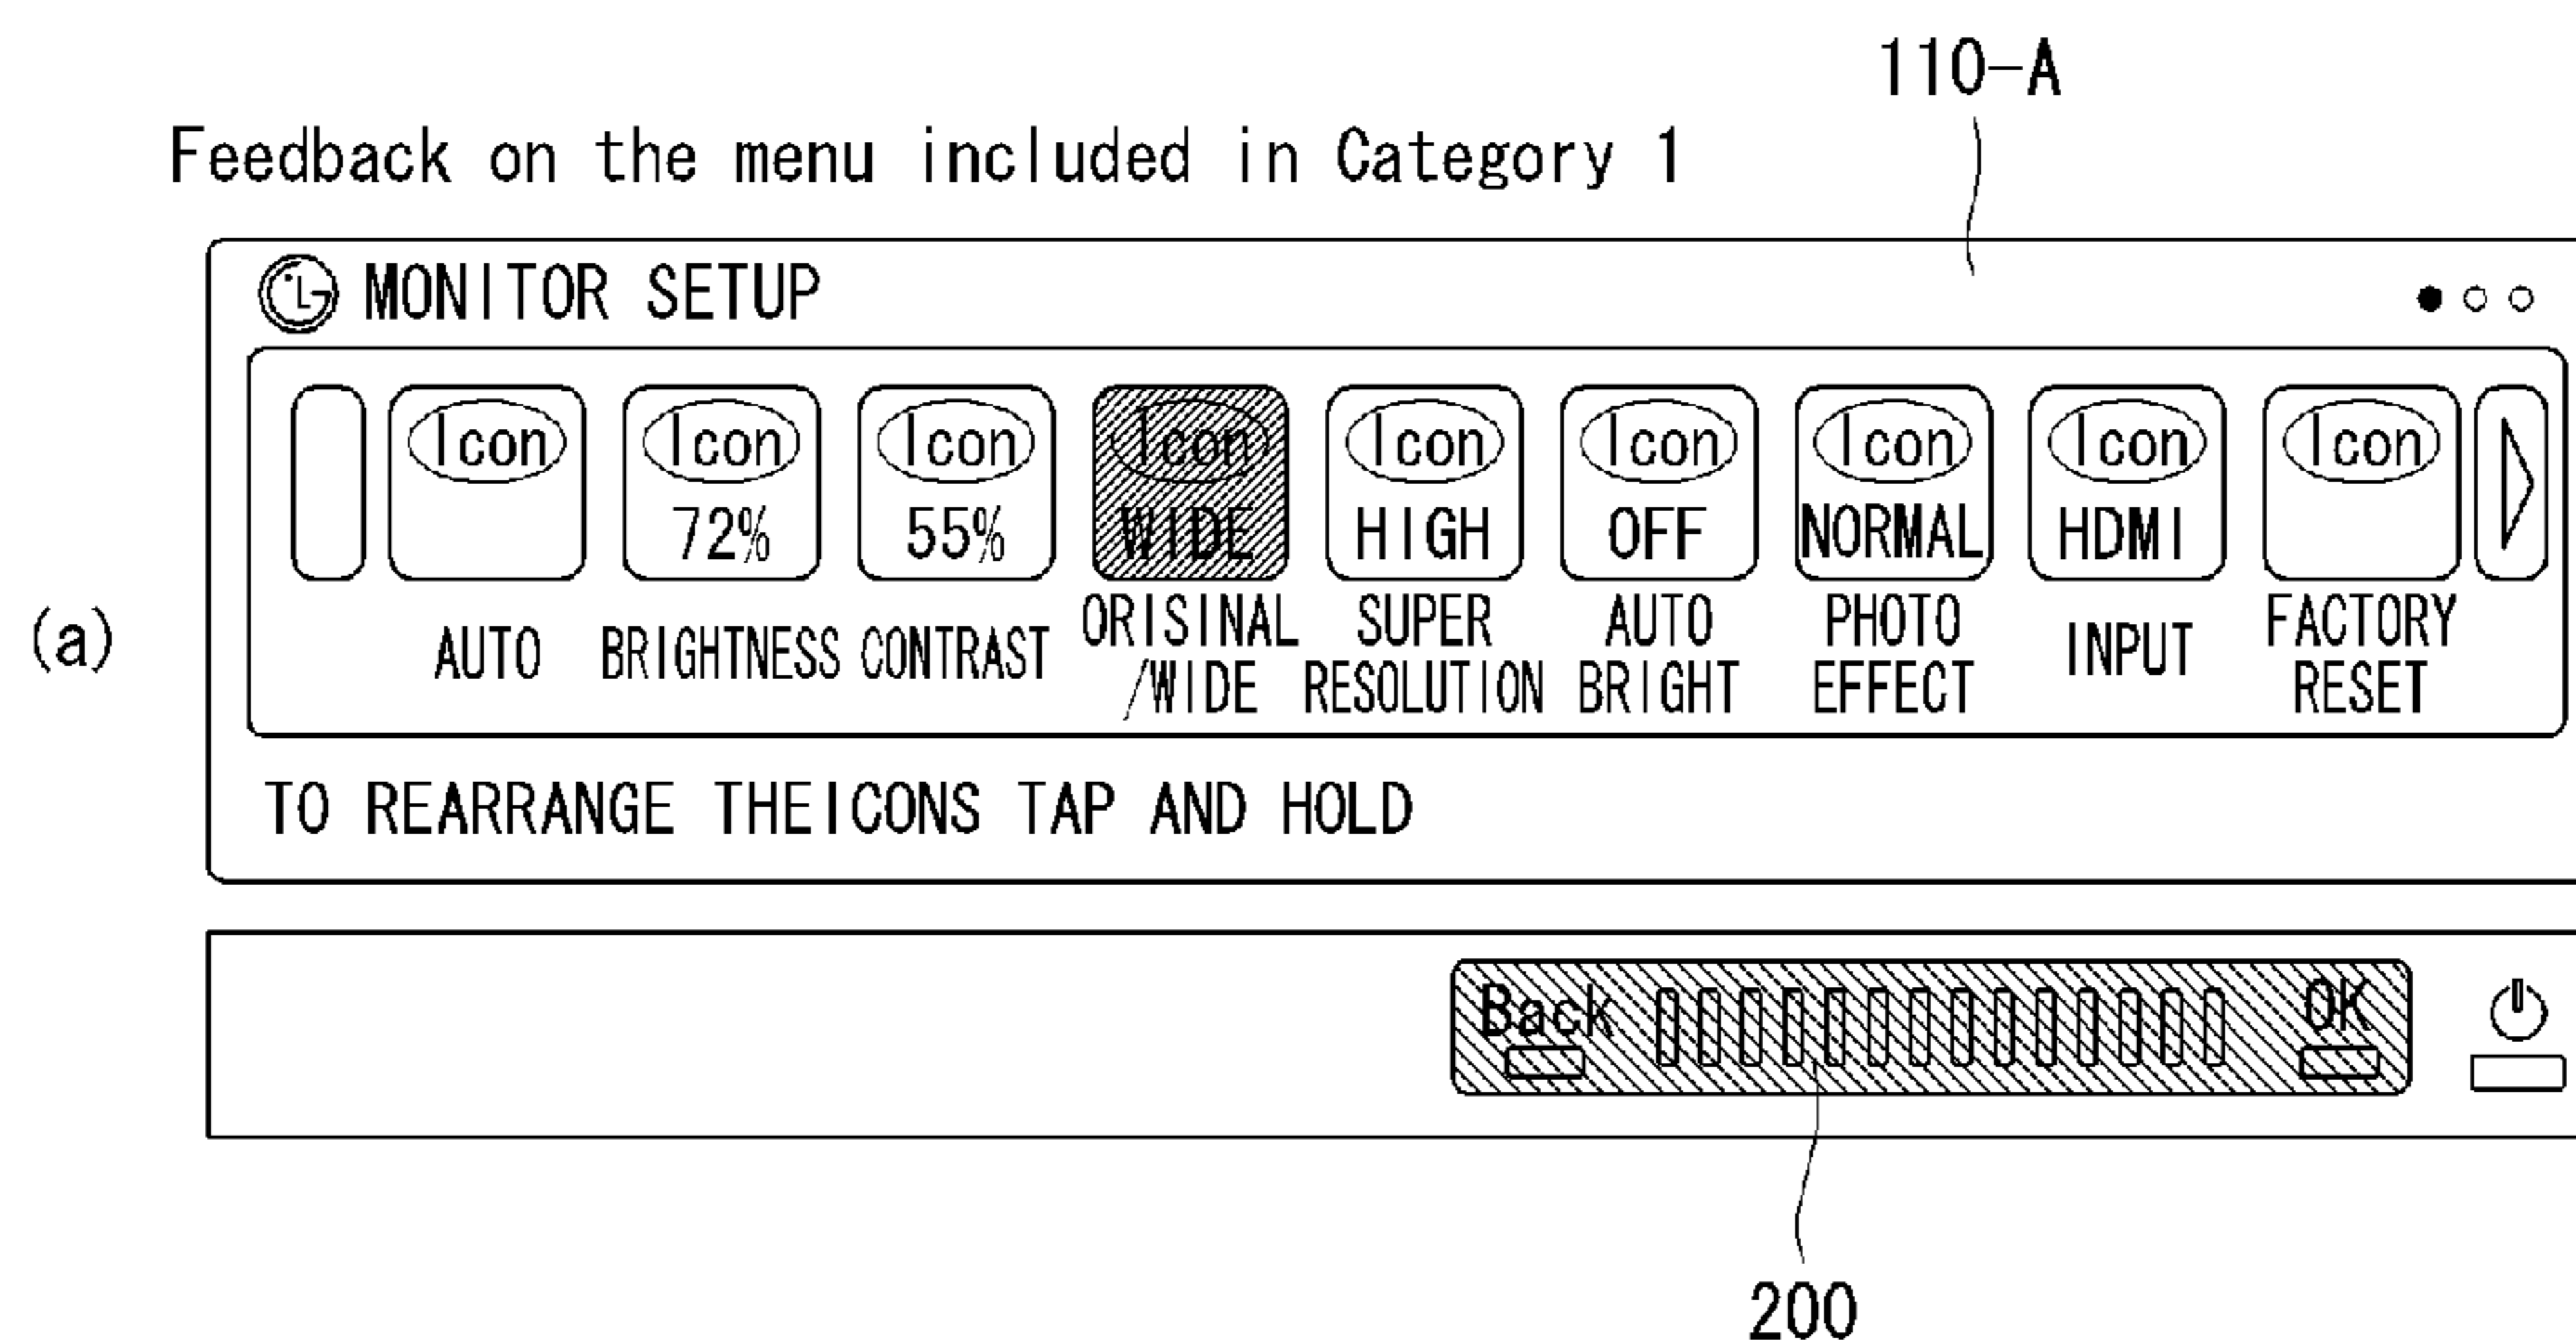 110-A
Feedback on the menu included in Category 1
LG MONITOR SETUP
Icon Icon Icon Icon Icon Icon Icon Icon Icon
72% 55% WIDE HIGH OFF NORMAL HDMI
AUTO BRIGHTNESS CONTRAST ORISINAL SUPER AUTO PHOTO INPUT FACTORY
/WIDE RESOLUTION BRIGHT EFFECT RESET
(a)
TO REARRANGE THEICONS TAP AND HOLD
Back OK
200